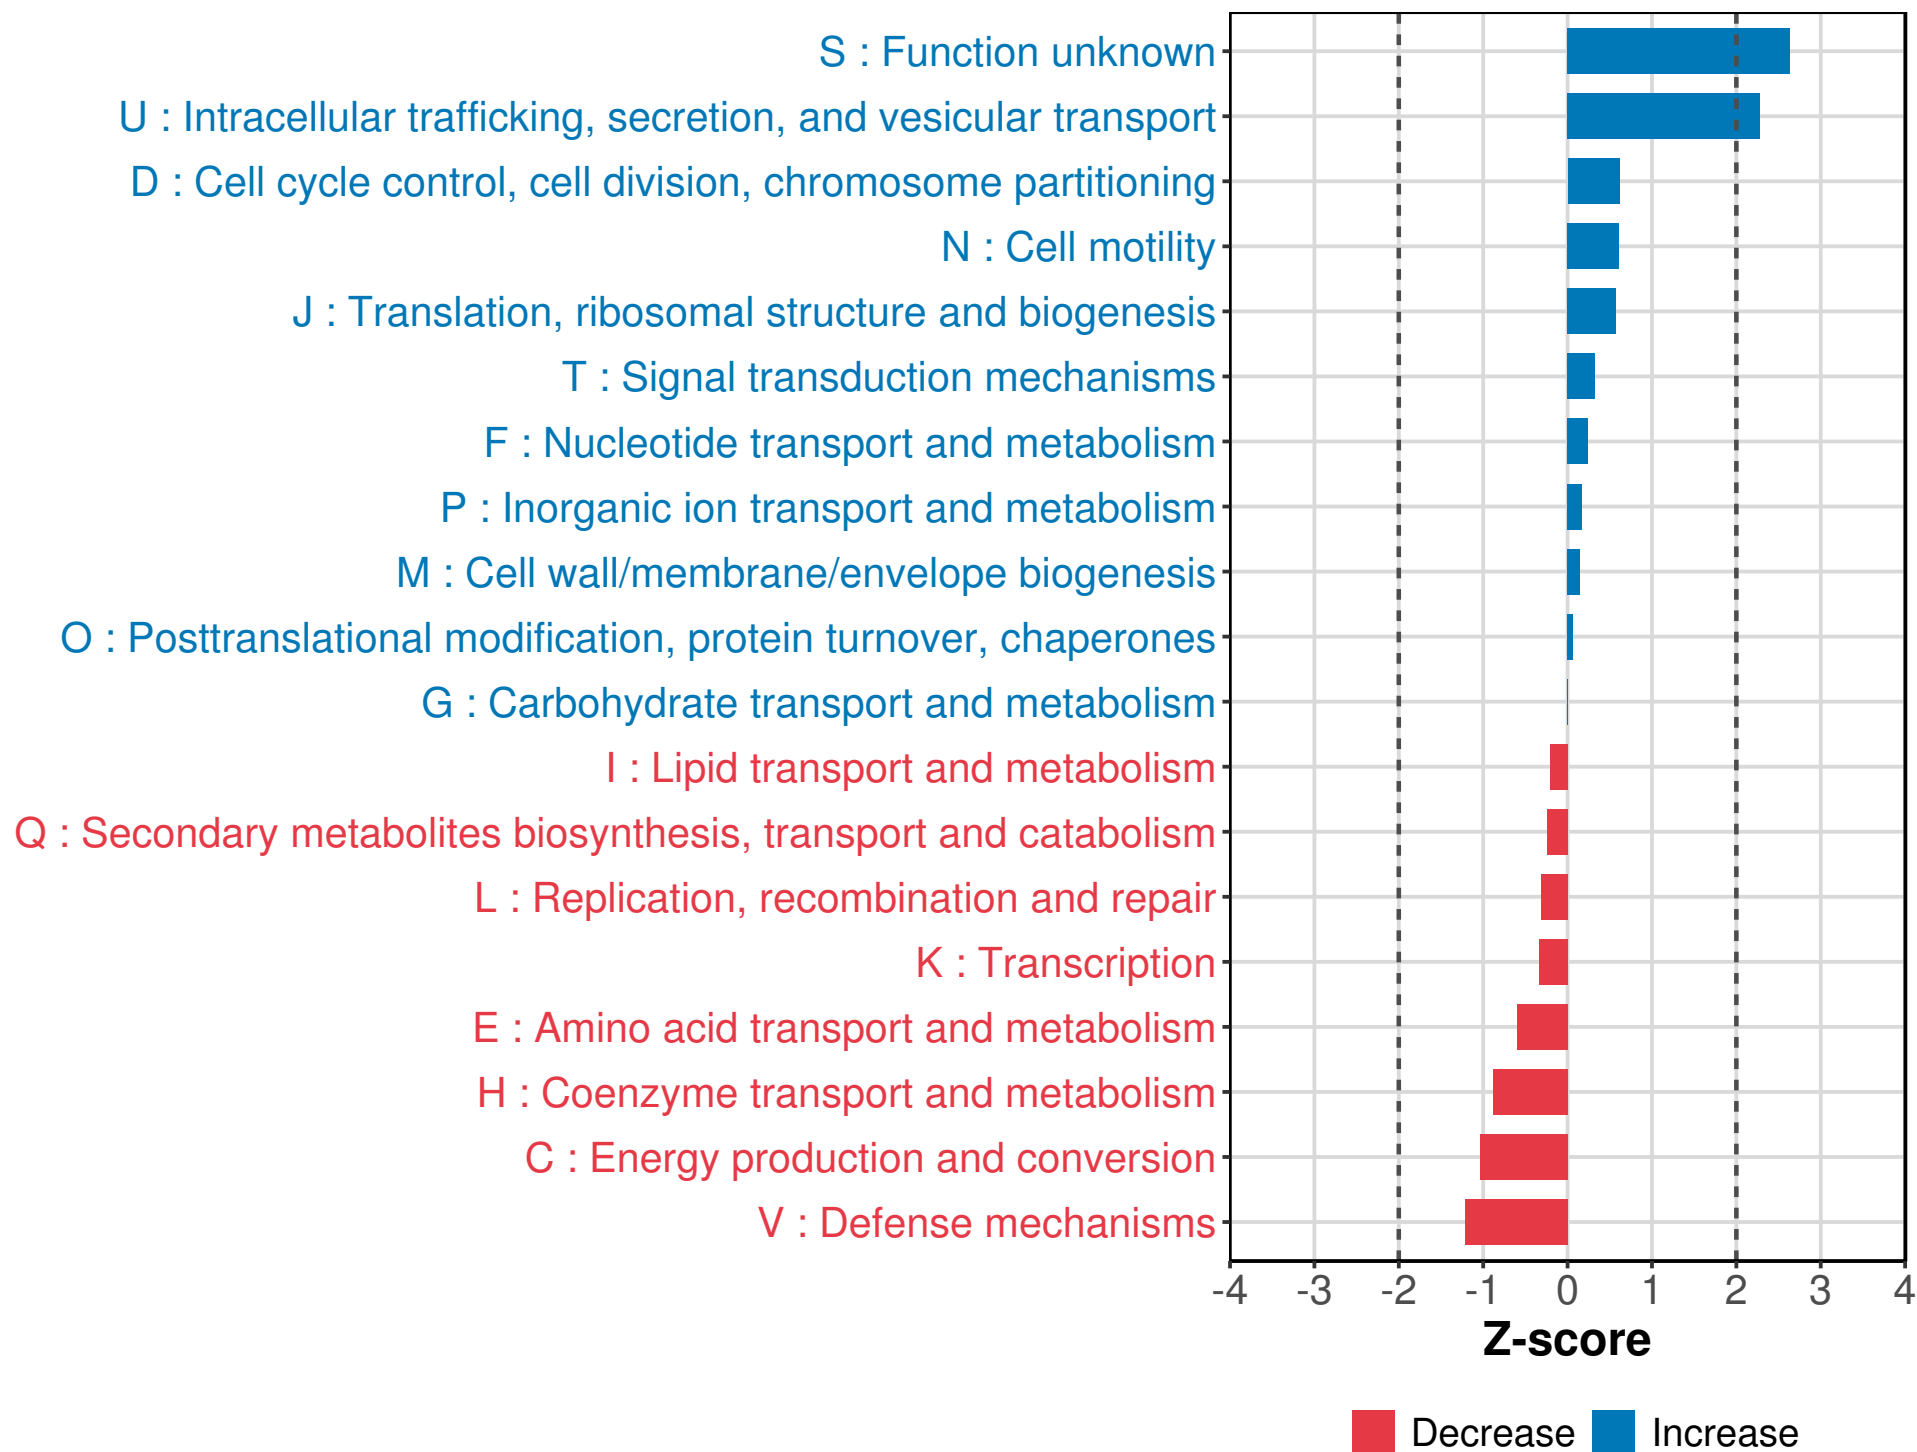 S : Function unknown
U : Intracellular trafficking, secretion, and vesicular transport
D : Cell cycle control, cell division, chromosome partitioning
N : Cell motility
J : Translation, ribosomal structure and biogenesis
T : Signal transduction mechanisms
F : Nucleotide transport and metabolism
P : Inorganic ion transport and metabolism
M : Cell wall/membrane/envelope biogenesis
O : Posttranslational modification, protein turnover, chaperones
G : Carbohydrate transport and metabolism
I : Lipid transport and metabolism
Q : Secondary metabolites biosynthesis, transport and catabolism
L : Replication, recombination and repair
K : Transcription
E : Amino acid transport and metabolism
H : Coenzyme transport and metabolism
C : Energy production and conversion
V : Defense mechanisms
-4 -3 -2 -1 0 1 2 3 4
Z-score
Decrease Increase